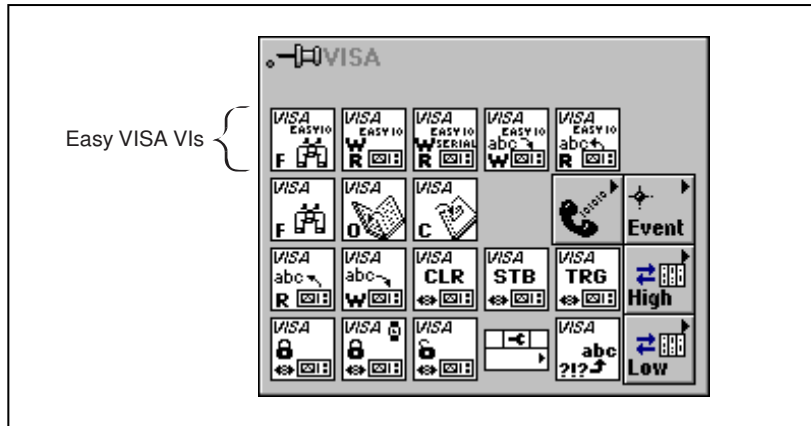 VISA
Easy VISA VIs
VISA EASY IO F
VISA EASY IO W R
VISA EASY IO W SERIAL R
VISA EASY IO abc W
VISA EASY IO abc R
VISA F
VISA O
VISA C
Event
VISA abc R
VISA abc W
VISA CLR
VISA STB
VISA TRG
High
VISA
VISA
VISA
VISA abc ?!?
Low